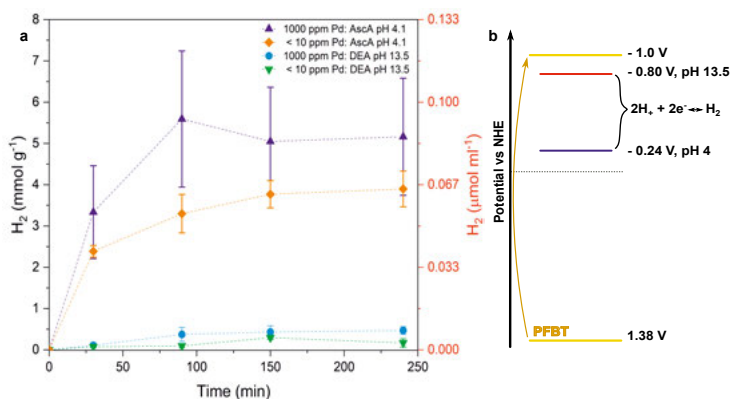 a
1000 ppm Pd: AscA pH 4.1
< 10 ppm Pd: AscA pH 4.1
1000 ppm Pd: DEA pH 13.5
< 10 ppm Pd: DEA pH 13.5
H2 (mmol g⁻¹)
8
7
6
5
4
3
2
1
0
0 50 100 150 200 250
Time (min)
0.133
0.100
0.067
0.033
0.000
H2 (µmol ml⁻¹)
b
Potential vs NHE
- 1.0 V
- 0.80 V, pH 13.5
2H+ + 2e⁻↔ H2
- 0.24 V, pH 4
PFBT
1.38 V